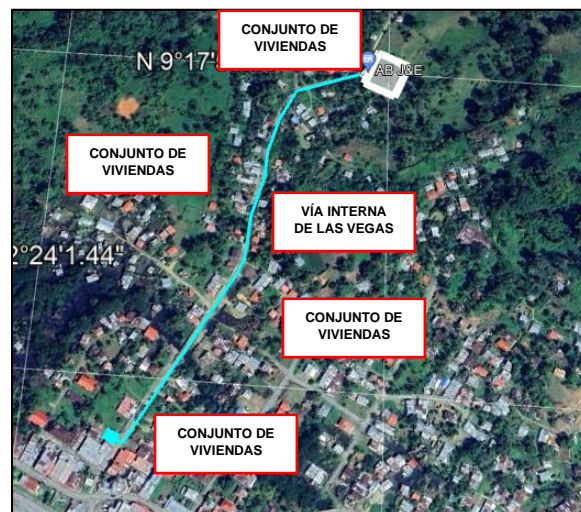 CONJUNTO DE
VIVIENDAS
N 9°17'
AB J&E
CONJUNTO DE
VIVIENDAS
VÍA INTERNA
DE LAS VEGAS
2°24'1.44"
CONJUNTO DE
VIVIENDAS
CONJUNTO DE
VIVIENDAS